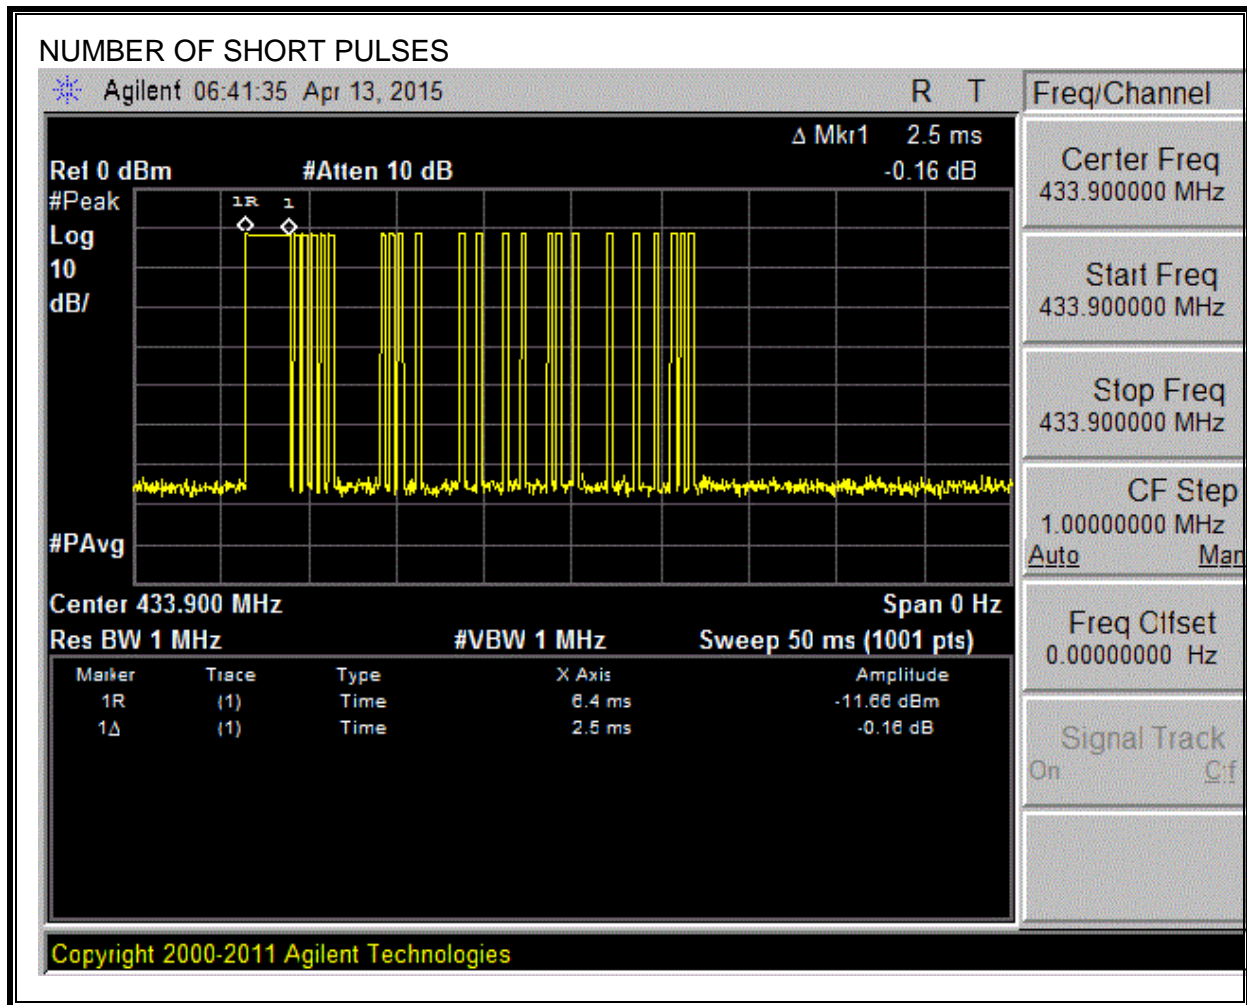 NUMBER OF SHORT PULSES
Agilent 06:41:35 Apr 13, 2015 R T
Freq/Channel
Δ Mkr1 2.5 ms
Ref 0 dBm #Atten 10 dB -0.16 dB
#Peak
Log
10
dB/
1R 1
#PAvg
Center 433.900 MHz Span 0 Hz
Res BW 1 MHz #VBW 1 MHz Sweep 50 ms (1001 pts)
Marker Trace Type X Axis Amplitude
1R (1) Time 6.4 ms -11.66 dBm
1Δ (1) Time 2.5 ms -0.16 dB
Center Freq
433.900000 MHz
Start Freq
433.900000 MHz
Stop Freq
433.900000 MHz
CF Step
1.00000000 MHz
Auto Man
Freq Offset
0.00000000 Hz
Signal Track
On Off
Copyright 2000-2011 Agilent Technologies